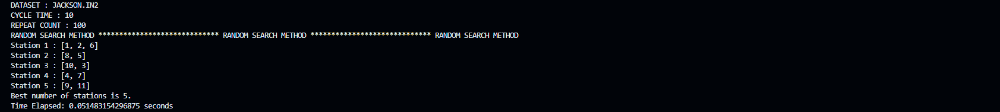 DATASET : JACKSON.IN2
CYCLE TIME : 10
REPEAT COUNT : 100
RANDOM SEARCH METHOD ***************************** RANDOM SEARCH METHOD ***************************** RANDOM SEARCH METHOD
Station 1 : [1, 2, 6]
Station 2 : [8, 5]
Station 3 : [10, 3]
Station 4 : [4, 7]
Station 5 : [9, 11]
Best number of stations is 5.
Time Elapsed: 0.051483154296875 seconds